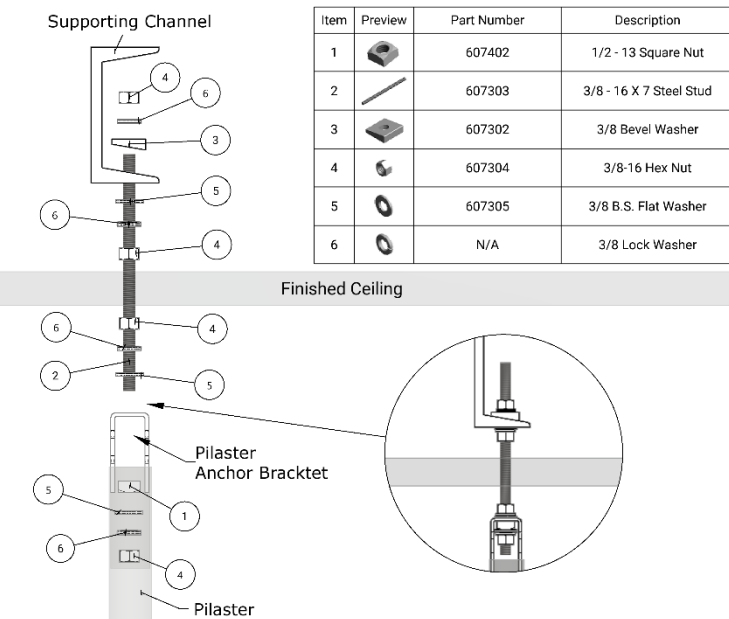 Supporting Channel
Item Preview Part Number Description
1 607402 1/2 - 13 Square Nut
2 607303 3/8 - 16 X 7 Steel Stud
3 607302 3/8 Bevel Washer
4 607304 3/8-16 Hex Nut
5 607305 3/8 B.S. Flat Washer
6 N/A 3/8 Lock Washer
4
6
3
5
6
4
Finished Ceiling
6
4
2
5
Pilaster
Anchor Bracktet
5
1
6
4
Pilaster